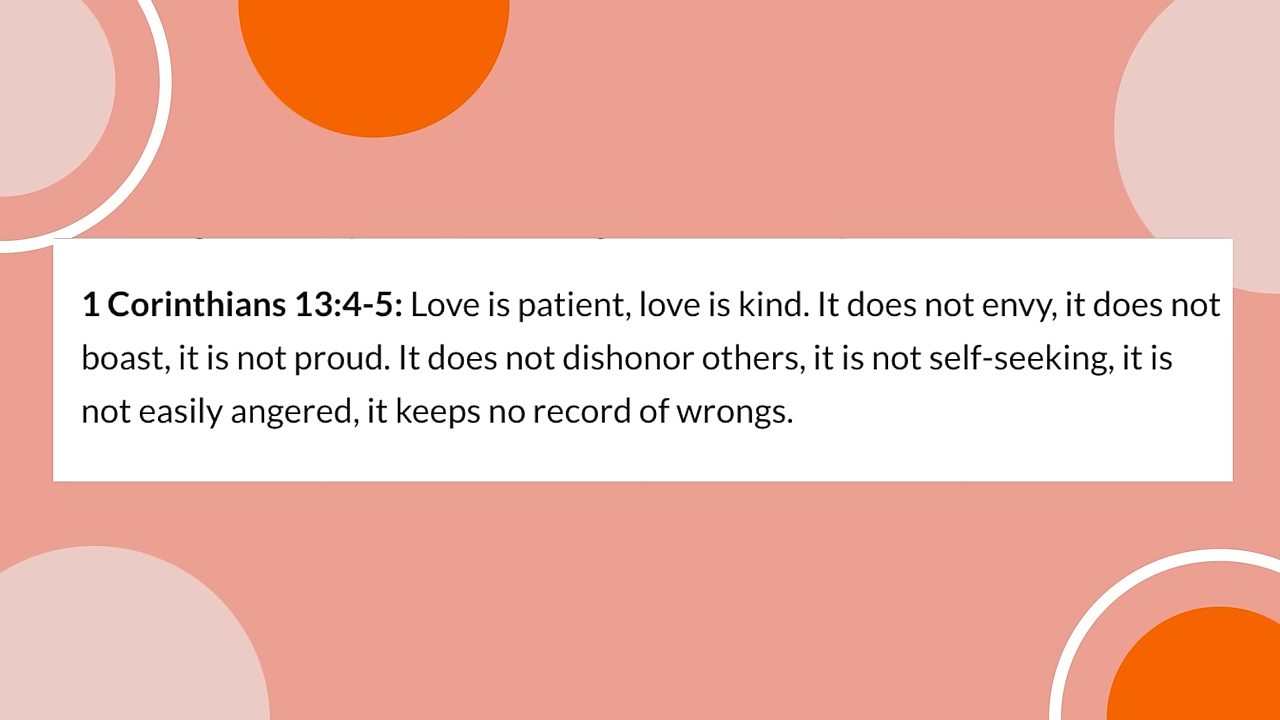 1 Corinthians 13:4-5: Love is patient, love is kind. It does not envy, it does not
boast, it is not proud. It does not dishonor others, it is not self-seeking, it is
not easily angered, it keeps no record of wrongs.